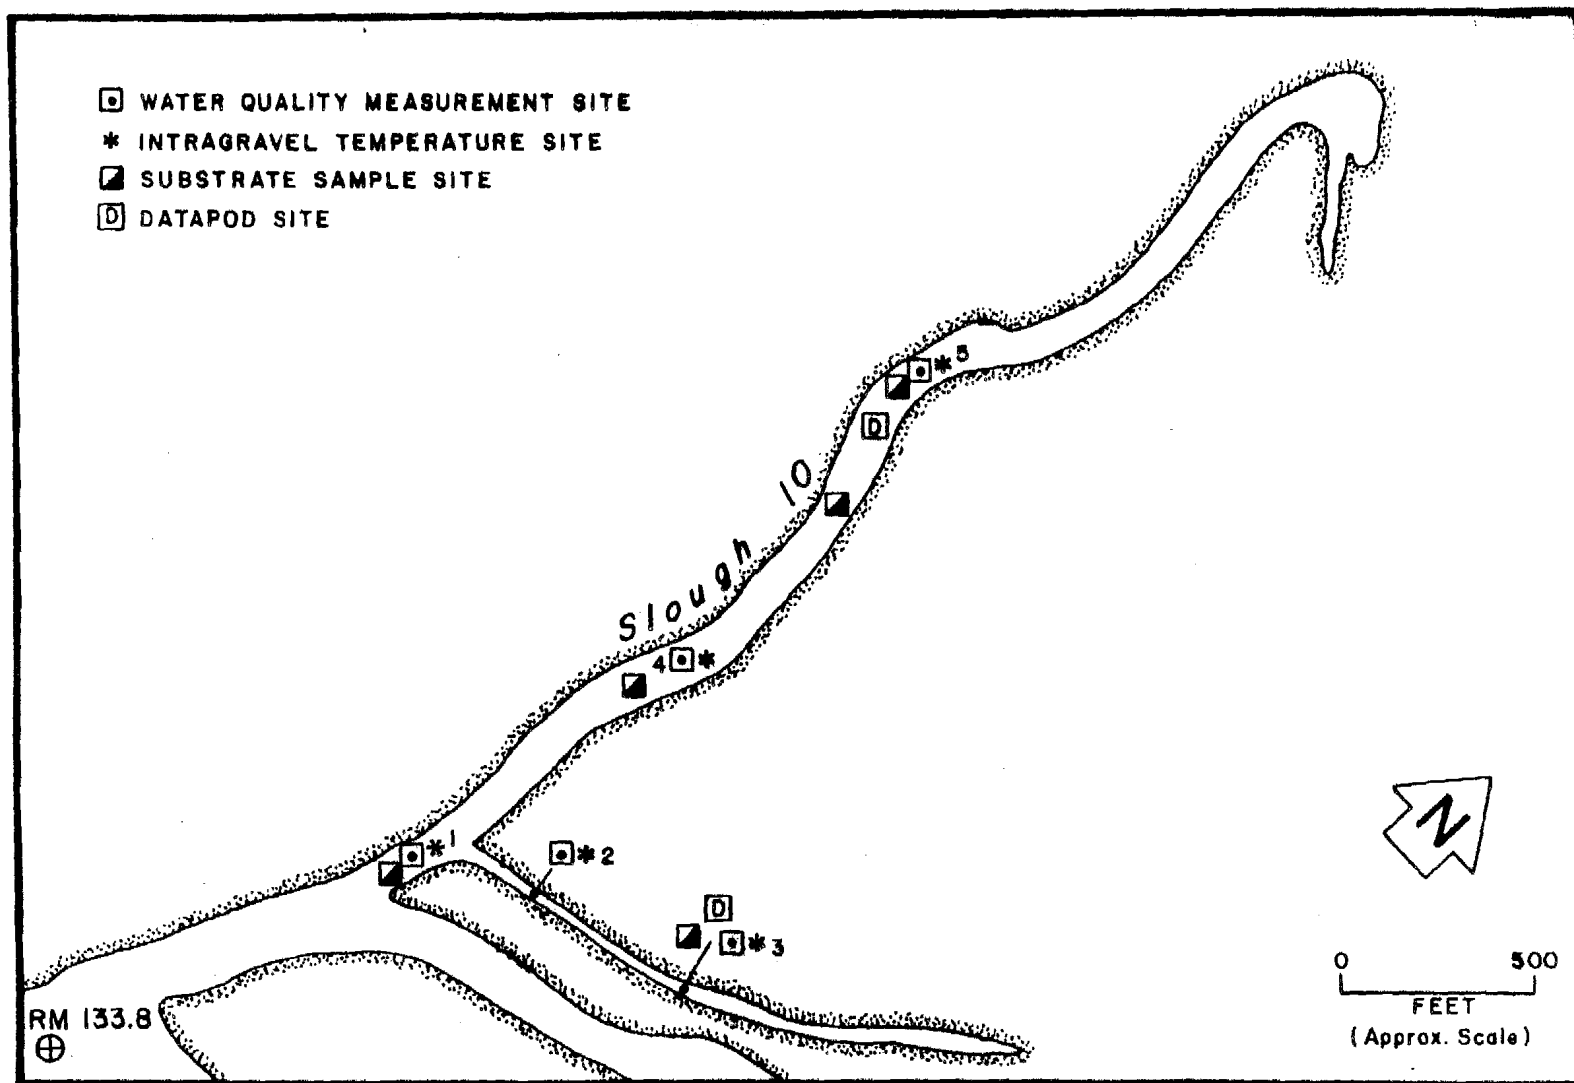 WATER QUALITY MEASUREMENT SITE
* INTRAGRAVEL TEMPERATURE SITE
SUBSTRATE SAMPLE SITE
D DATAPOD SITE
* 5
D
Slough 10
4 *
* 1
* 2
D
* 3
N
0 500
FEET
(Approx. Scale)
RM 133.8